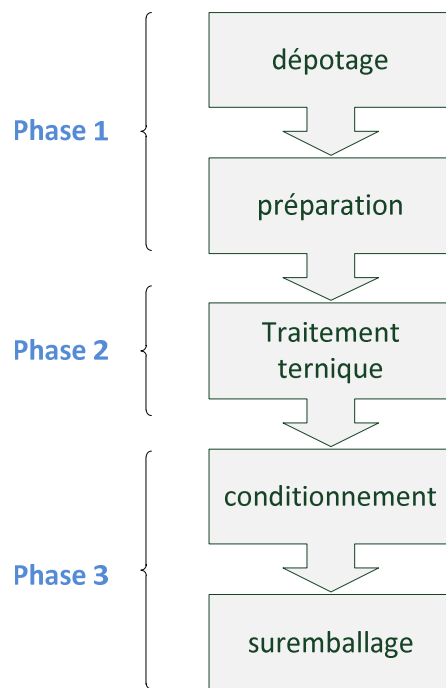 dépotage
Phase 1
préparation
Phase 2
Traitement
ternique
conditionnement
Phase 3
suremballage